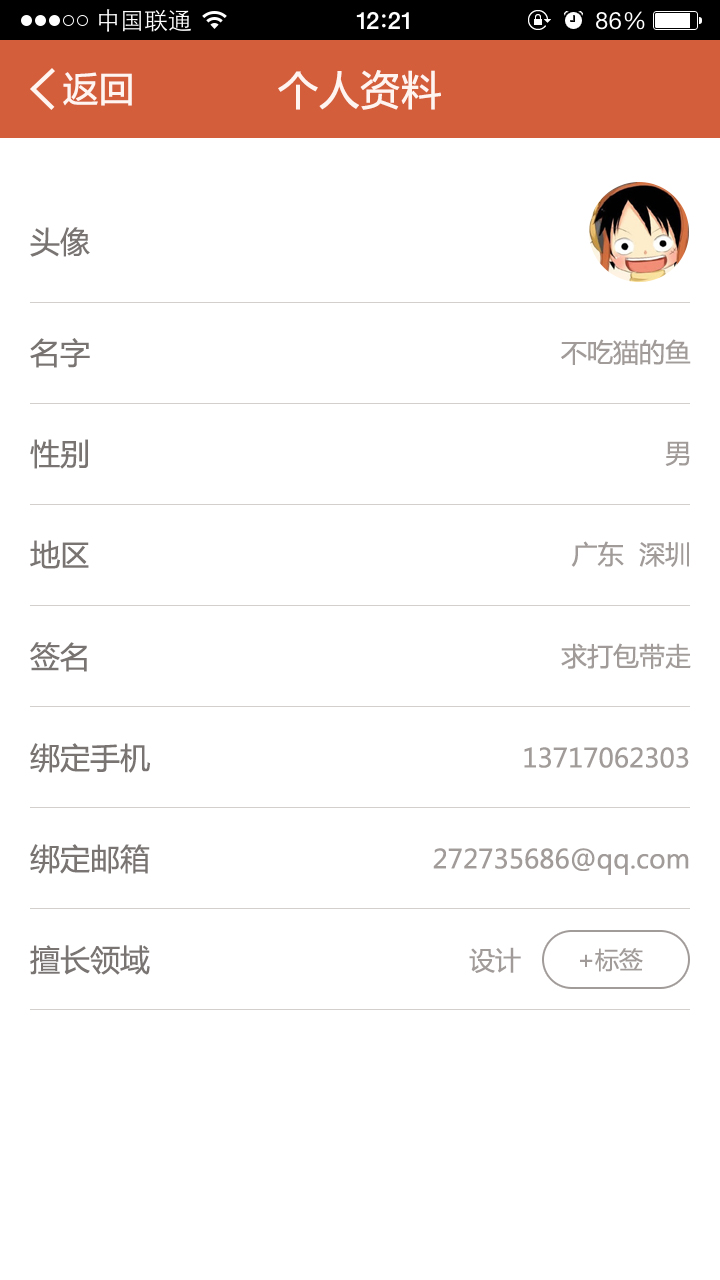 中国联通 12:21 86%
返回 个人资料
头像
名字 不吃猫的鱼
性别 男
地区 广东 深圳
签名 求打包带走
绑定手机 13717062303
绑定邮箱 272735686@qq.com
擅长领域 设计 +标签